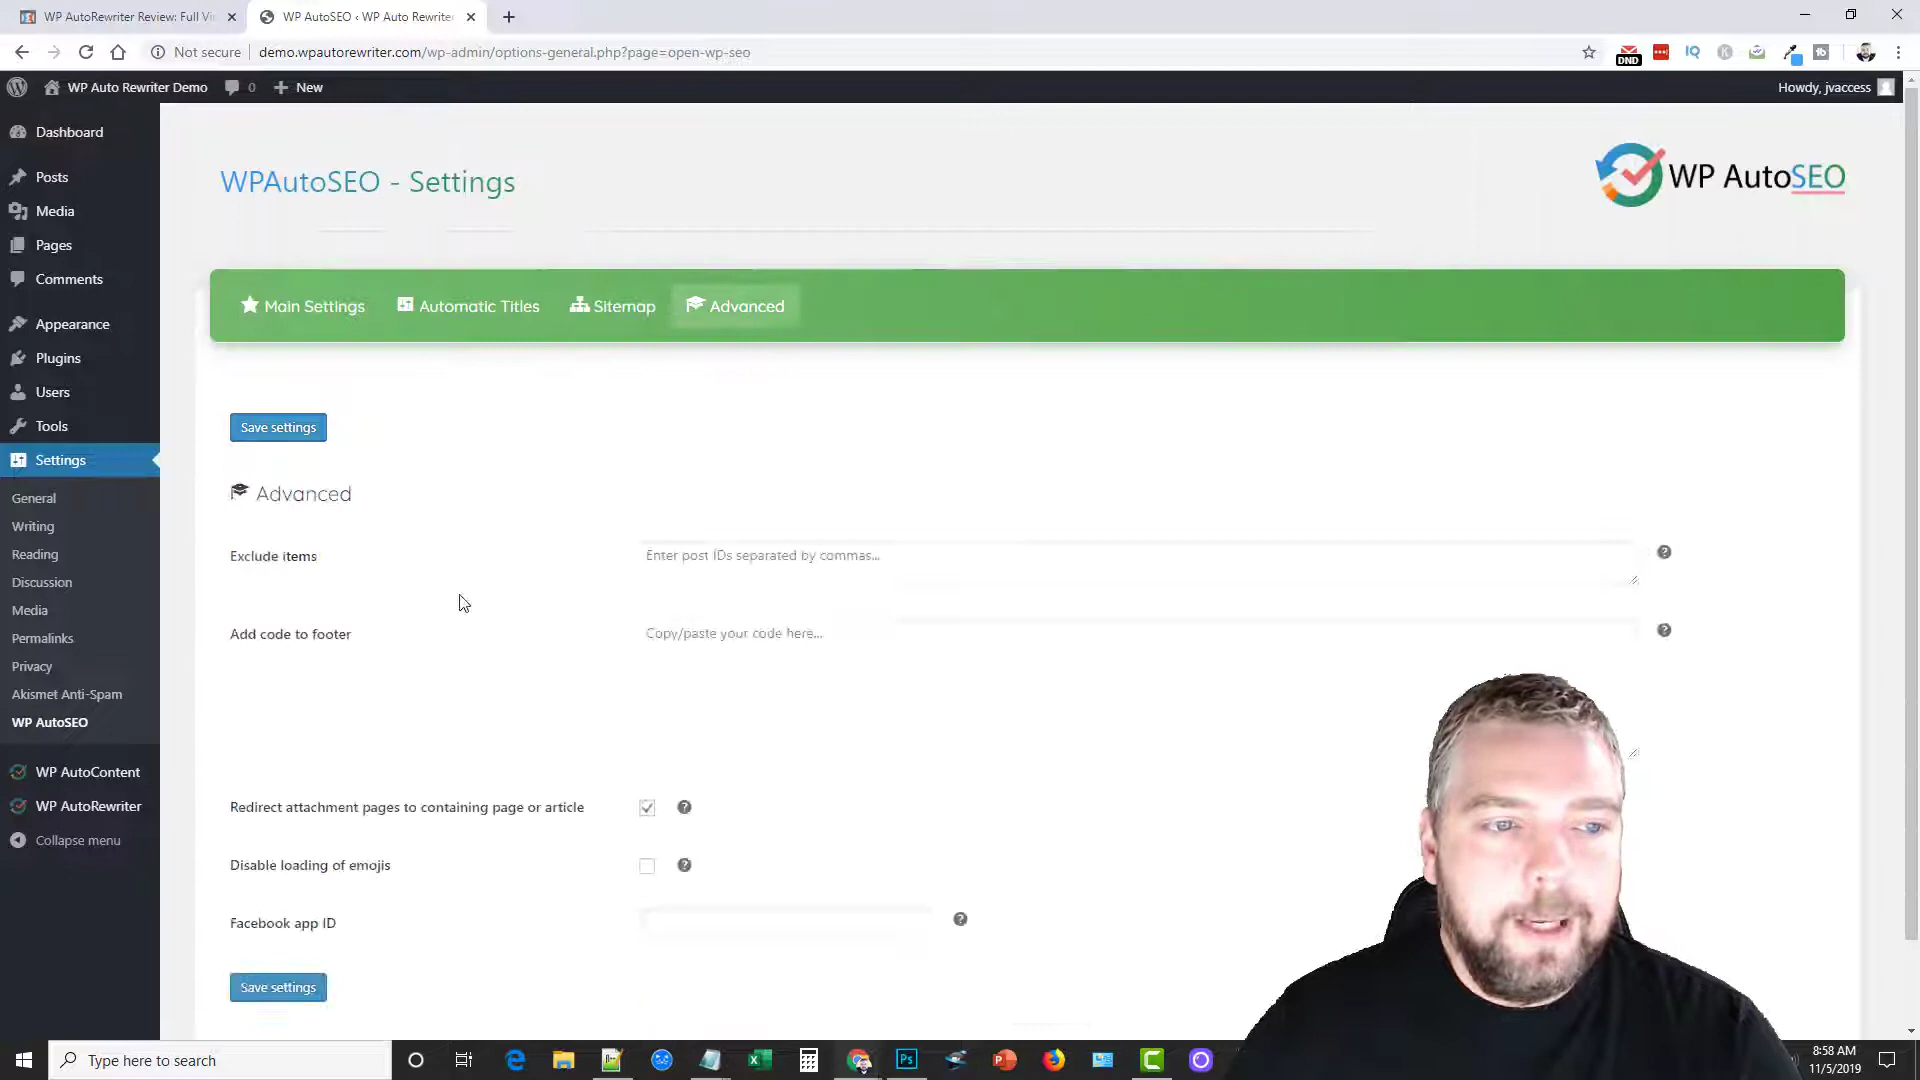 WP AutoRewriter Review: Full Vi
WP AutoSEO ‹ WP Auto Rewriter
Not secure
demo.wpautorewriter.com/wp-admin/options-general.php?page=open-wp-seo
DND
IQ
K
tb
WP Auto Rewriter Demo
0
New
Howdy, jvaccess
Dashboard
Posts
Media
Pages
Comments
Appearance
Plugins
Users
Tools
Settings
General
Writing
Reading
Discussion
Media
Permalinks
Privacy
Akismet Anti-Spam
WP AutoSEO
WP AutoContent
WP AutoRewriter
Collapse menu
WPAutoSEO - Settings
WP AutoSEO
Main Settings
Automatic Titles
Sitemap
Advanced
Save settings
Advanced
Exclude items
Enter post IDs separated by commas...
Add code to footer
Copy/paste your code here...
Redirect attachment pages to containing page or article
Disable loading of emojis
Facebook app ID
Save settings
Type here to search
Ps
8:58 AM
11/5/2019